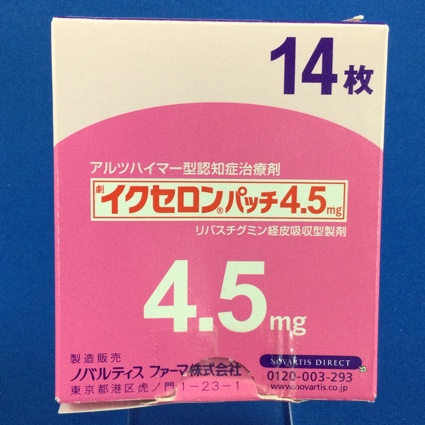 14枚
アルツハイマー型認知症治療剤
劇 イクセロン®パッチ4.5mg
リバスチグミン経皮吸収型製剤
4.5mg
製造販売
ノバルティス ファーマ株式会社
東京都港区虎ノ門1-23-1
NOVARTIS DIRECT
0120-003-293
www.novartis.co.jp